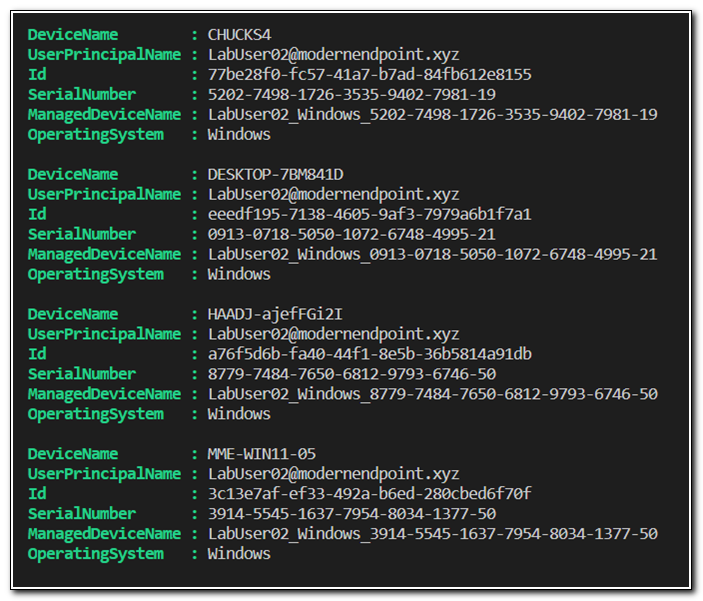 DeviceName : CHUCKS4
UserPrincipalName : LabUser02@modernendpoint.xyz
Id : 77be28f0-fc57-41a7-b7ad-84fb612e8155
SerialNumber : 5202-7498-1726-3535-9402-7981-19
ManagedDeviceName : LabUser02_Windows_5202-7498-1726-3535-9402-7981-19
OperatingSystem : Windows
DeviceName : DESKTOP-7BM841D
UserPrincipalName : LabUser02@modernendpoint.xyz
Id : eeedf195-7138-4605-9af3-7979a6b1f7a1
SerialNumber : 0913-0718-5050-1072-6748-4995-21
ManagedDeviceName : LabUser02_Windows_0913-0718-5050-1072-6748-4995-21
OperatingSystem : Windows
DeviceName : HAADJ-ajefFGi2I
UserPrincipalName : LabUser02@modernendpoint.xyz
Id : a76f5d6b-fa40-44f1-8e5b-36b5814a91db
SerialNumber : 8779-7484-7650-6812-9793-6746-50
ManagedDeviceName : LabUser02_Windows_8779-7484-7650-6812-9793-6746-50
OperatingSystem : Windows
DeviceName : MME-WIN11-05
UserPrincipalName : LabUser02@modernendpoint.xyz
Id : 3c13e7af-ef33-492a-b6ed-280cbed6f70f
SerialNumber : 3914-5545-1637-7954-8034-1377-50
ManagedDeviceName : LabUser02_Windows_3914-5545-1637-7954-8034-1377-50
OperatingSystem : Windows